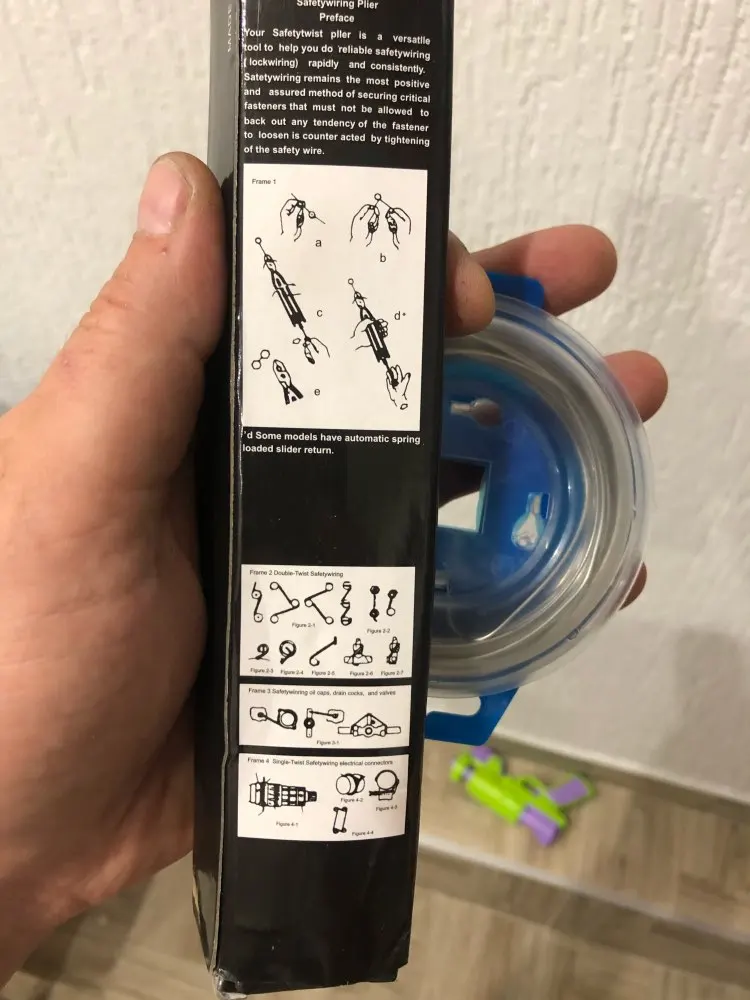 MADE
Safetywiring Plier
Preface
Your Safetytwist pller is a versatile
tool to help you do reliable safetywiring
( lockwiring) rapidly and consistently.
Satetywiring remains the most positive
and assured method of securing critical
fasteners that must not be allowed to
back out any tendency of the fastener
to loosen is counter acted by tightening
of the safety wire.
Frame 1
a
b
c
d*
e
*d Some models have automatic spring
loaded slider return.
Frame 2 Double-Twist Safetywiring
Figure 2-1
Figure 2-2
Figure 2-3 Figure 2-4 Figure 2-5 Figure 2-6 Figure 2-7
Frame 3 Safetywinring oil caps, drain cocks, and valves
Figure 3-1
Frame 4 Single-Twist Safetywiring electrical connectors
Figure 4-1
Figure 4-2
Figure 4-3
Figure 4-4